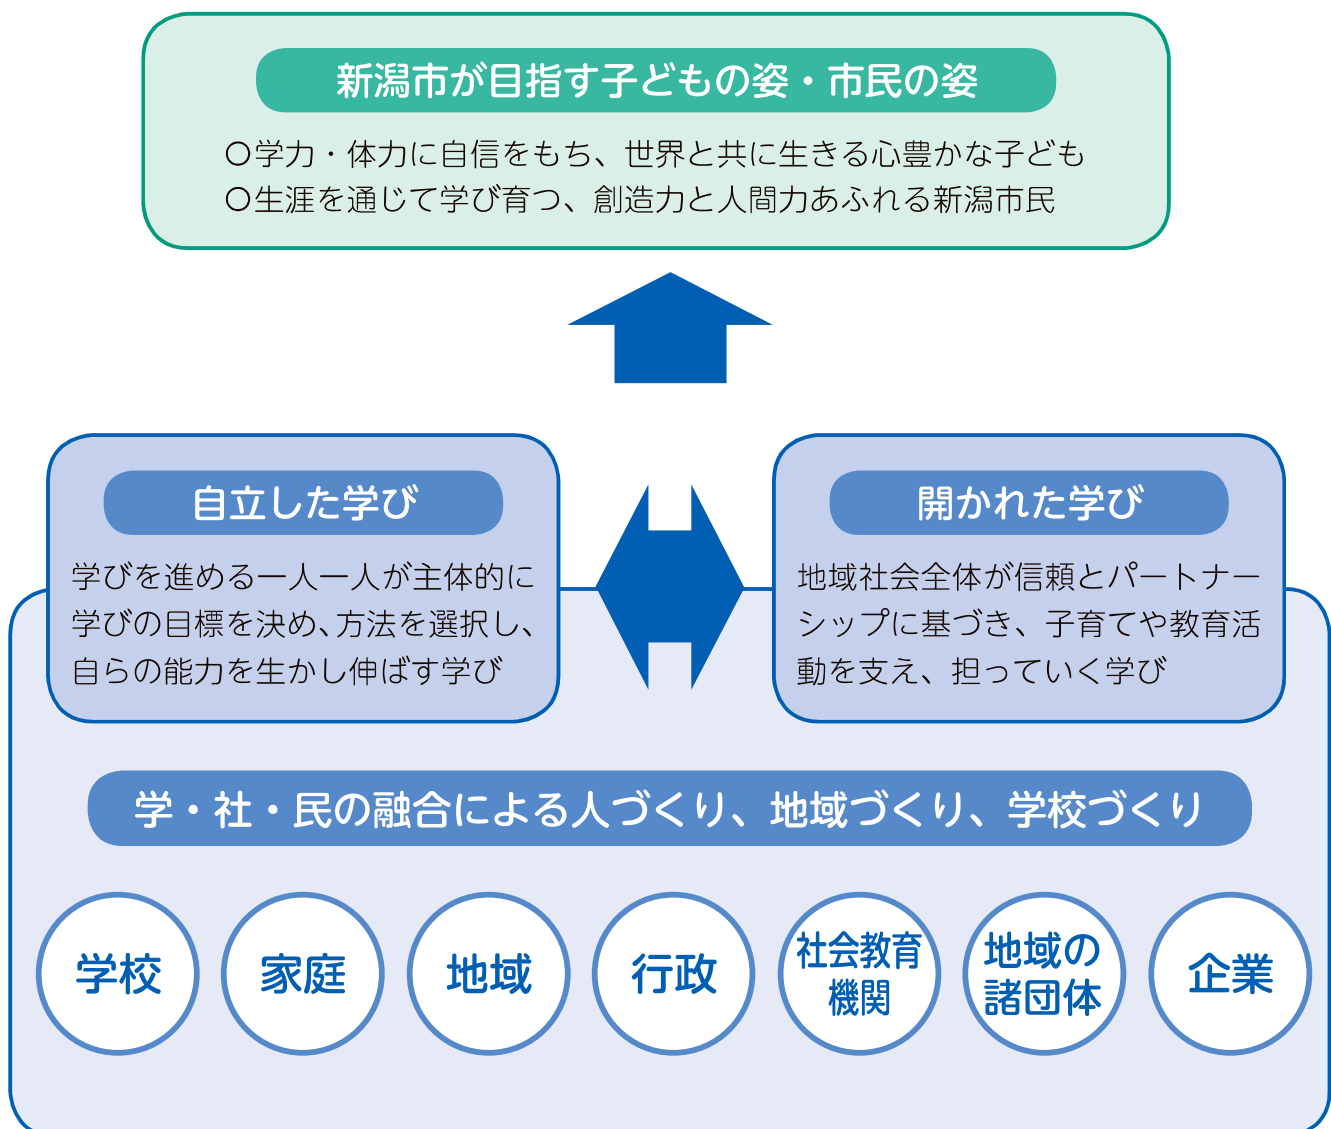 新潟市が目指す子どもの姿・市民の姿
○学力・体力に自信をもち、世界と共に生きる心豊かな子ども
○生涯を通じて学び育つ、創造力と人間力あふれる新潟市民
自立した学び
学びを進める一人一人が主体的に
学びの目標を決め、方法を選択し、
自らの能力を生かし伸ばす学び
開かれた学び
地域社会全体が信頼とパートナー
シップに基づき、子育てや教育活
動を支え、担っていく学び
学・社・民の融合による人づくり、地域づくり、学校づくり
学校
家庭
地域
行政
社会教育
機関
地域の
諸団体
企業